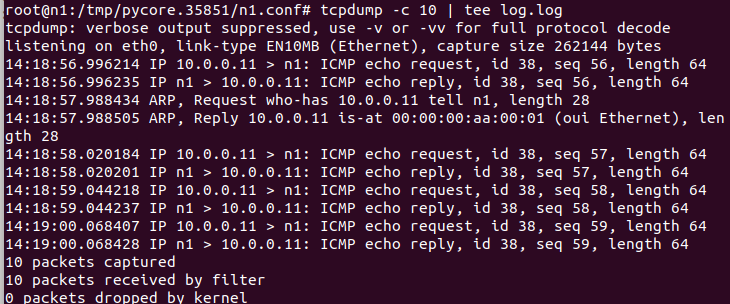 root@n1:/tmp/pycore.35851/n1.conf# tcpdump -c 10 | tee log.log
tcpdump: verbose output suppressed, use -v or -vv for full protocol decode
listening on eth0, link-type EN10MB (Ethernet), capture size 262144 bytes
14:18:56.996214 IP 10.0.0.11 > n1: ICMP echo request, id 38, seq 56, length 64
14:18:56.996235 IP n1 > 10.0.0.11: ICMP echo reply, id 38, seq 56, length 64
14:18:57.988434 ARP, Request who-has 10.0.0.11 tell n1, length 28
14:18:57.988505 ARP, Reply 10.0.0.11 is-at 00:00:00:aa:00:01 (oui Ethernet), len
gth 28
14:18:58.020184 IP 10.0.0.11 > n1: ICMP echo request, id 38, seq 57, length 64
14:18:58.020201 IP n1 > 10.0.0.11: ICMP echo reply, id 38, seq 57, length 64
14:18:59.044218 IP 10.0.0.11 > n1: ICMP echo request, id 38, seq 58, length 64
14:18:59.044237 IP n1 > 10.0.0.11: ICMP echo reply, id 38, seq 58, length 64
14:19:00.068407 IP 10.0.0.11 > n1: ICMP echo request, id 38, seq 59, length 64
14:19:00.068428 IP n1 > 10.0.0.11: ICMP echo reply, id 38, seq 59, length 64
10 packets captured
10 packets received by filter
0 packets dropped by kernel